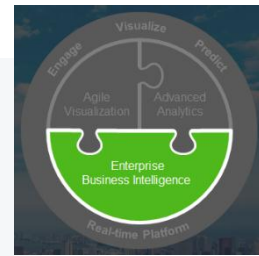 Visualize
Engage
Predict
Agile
Visualization
Advanced
Analytics
Enterprise
Business Intelligence
Real-time Platform